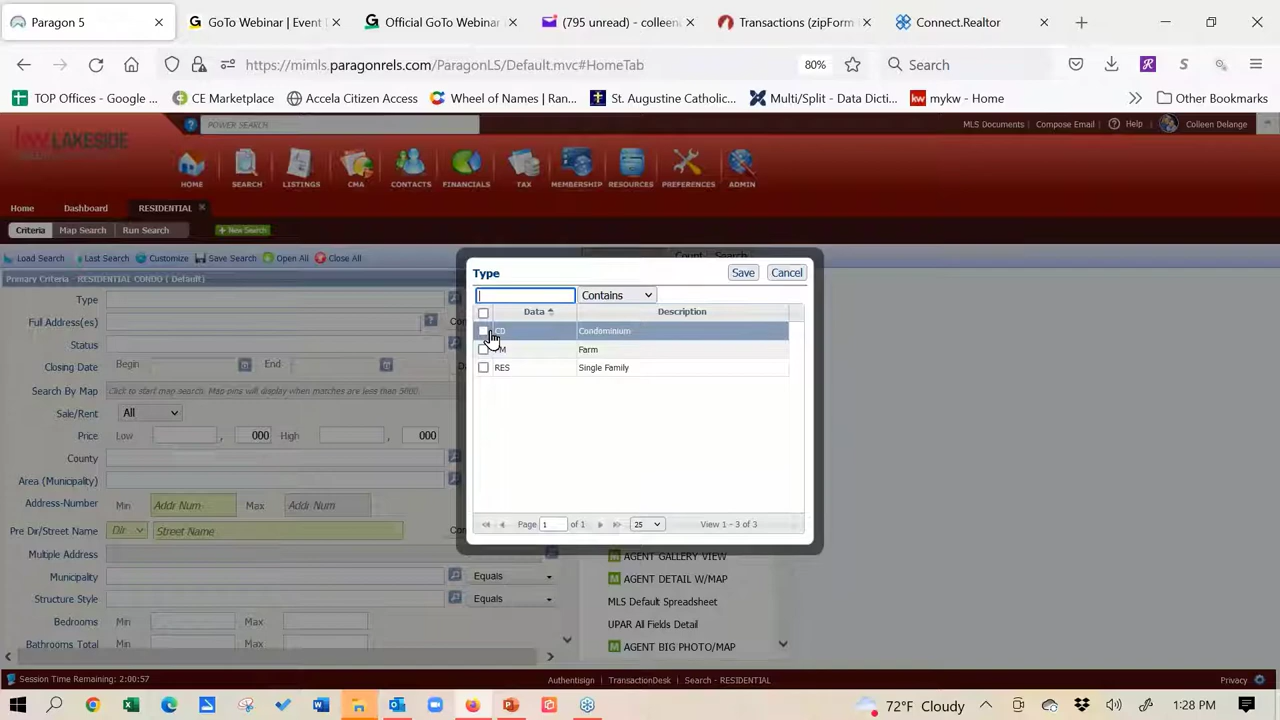 Paragon 5
GoTo Webinar | Event
Official GoTo Webinar
(795 unread) - colleen
Transactions (zipForm
Connect.Realtor
https://mimls.paragonrels.com/ParagonLS/Default.mvc#HomeTab
80%
Search
TOP Offices - Google ...
CE Marketplace
Accela Citizen Access
Wheel of Names | Ran...
St. Augustine Catholic...
Multi/Split - Data Dicti...
mykw - Home
Other Bookmarks
kw LAKESIDE
POWER SEARCH
MLS Documents
Compose Email
Help
Colleen Delange
HOME
SEARCH
LISTINGS
CMA
CONTACTS
FINANCIALS
TAX
MEMBERSHIP
RESOURCES
PREFERENCES
ADMIN
Home
Dashboard
RESIDENTIAL
Criteria
Map Search
Run Search
New Search
Load Search
Last Search
Customize
Save Search
Open All
Close All
Count
Search
Primary Criteria - RESIDENTIAL CONDO ( Default)
Type
Full Address(es)
Status
Closing Date
Begin
End
Search By Map
Click to start map search. Map pins will display when matches are less than 5000.
Sale/Rent
All
Price
Low
,
000
High
,
000
County
Area (Municipality)
Address-Number
Min
Addr Num-
Max
Addr Num
Pre Dir/Street Name
Dir-
Street Name
Multiple Address
Municipality
Equals
Structure Style
Equals
Bedrooms
Min
Max
Bathrooms Total
Min
Max
Type
Save
Cancel
Contains
Data
Description
CD
Condominium
Farm
RES
Single Family
Page
1
of 1
25
View 1 - 3 of 3
AGENT GALLERY VIEW
AGENT DETAIL W/MAP
MLS Default Spreadsheet
UPAR All Fields Detail
AGENT BIG PHOTO/MAP
Session Time Remaining: 2:00:57
Authentisign
TransactionDesk
Search - RESIDENTIAL
Privacy
72°F Cloudy
1:28 PM